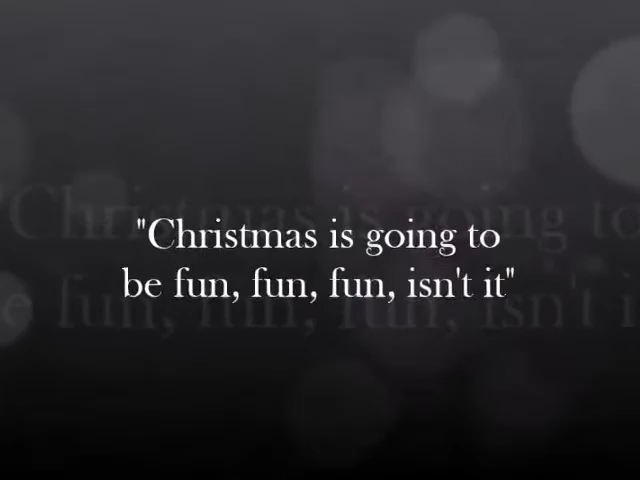 "Christmas is going to
be fun, fun, fun, isn't it"